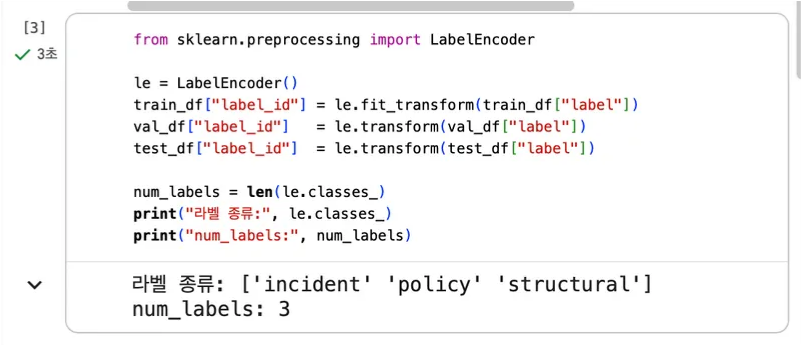 [3]
3초
from sklearn.preprocessing import LabelEncoder
le = LabelEncoder()
train_df["label_id"] = le.fit_transform(train_df["label"])
val_df["label_id"]   = le.transform(val_df["label"])
test_df["label_id"]  = le.transform(test_df["label"])
num_labels = len(le.classes_)
print("라벨 종류:", le.classes_)
print("num_labels:", num_labels)
라벨 종류: ['incident' 'policy' 'structural']
num_labels: 3